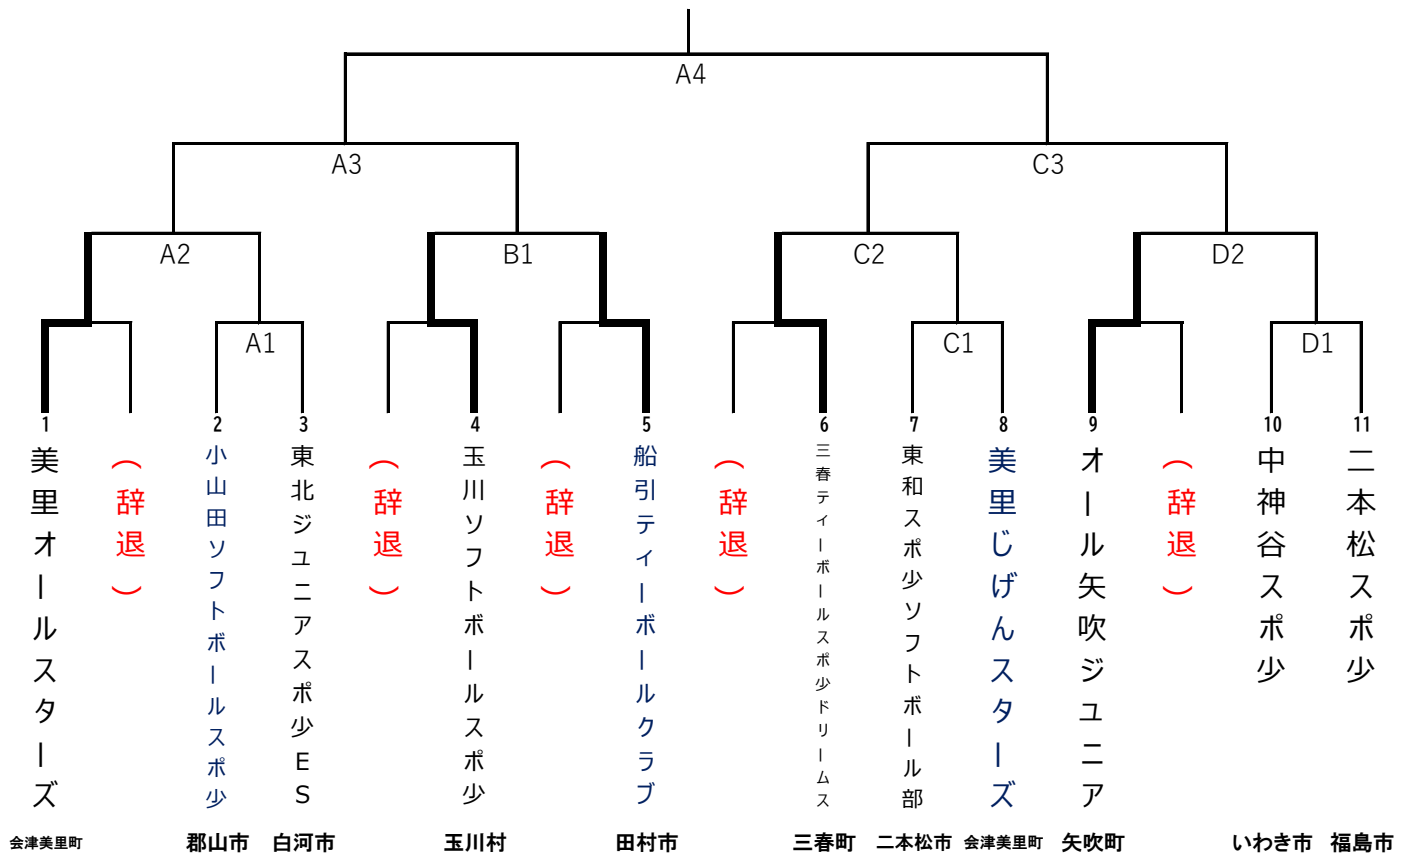 A4
A3
C3
A2
B1
C2
D2
A1
C1
D1
1
2
3
4
5
6
7
8
9
10
11
美里オールスターズ
（辞退）
小山田ソフトボールスポ少
東北ジュニアスポ少ES
（辞退）
玉川ソフトボールスポ少
（辞退）
船引ティーボールクラブ
（辞退）
三春ティーボールスポ少ドリームス
東和スポ少ソフトボール部
美里じげんスターズ
オール矢吹ジュニア
（辞退）
中神谷スポ少
二本松スポ少
会津美里町
郡山市
白河市
玉川村
田村市
三春町
二本松市
会津美里町
矢吹町
いわき市
福島市